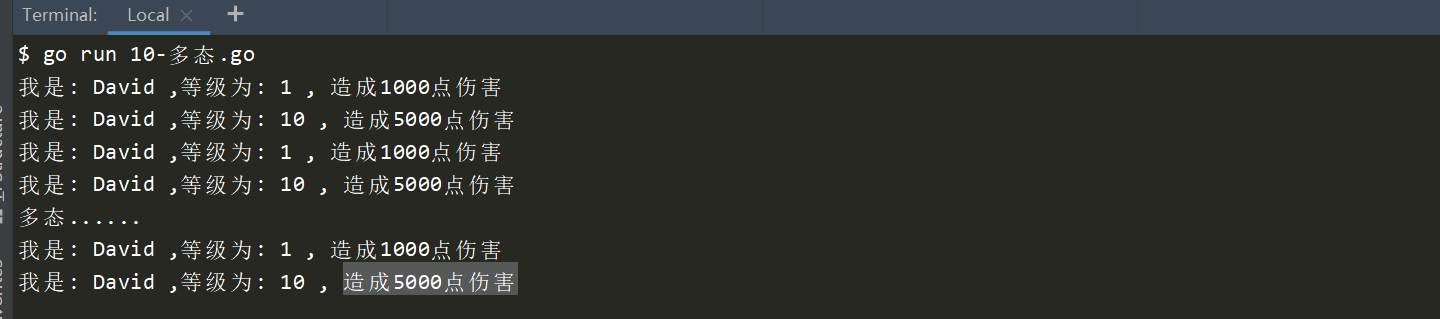 Terminal: Local × +
$ go run 10-多态.go
我是: David ,等级为: 1 , 造成1000点伤害
我是: David ,等级为: 10 , 造成5000点伤害
我是: David ,等级为: 1 , 造成1000点伤害
我是: David ,等级为: 10 , 造成5000点伤害
多态......
我是: David ,等级为: 1 , 造成1000点伤害
我是: David ,等级为: 10 , 造成5000点伤害